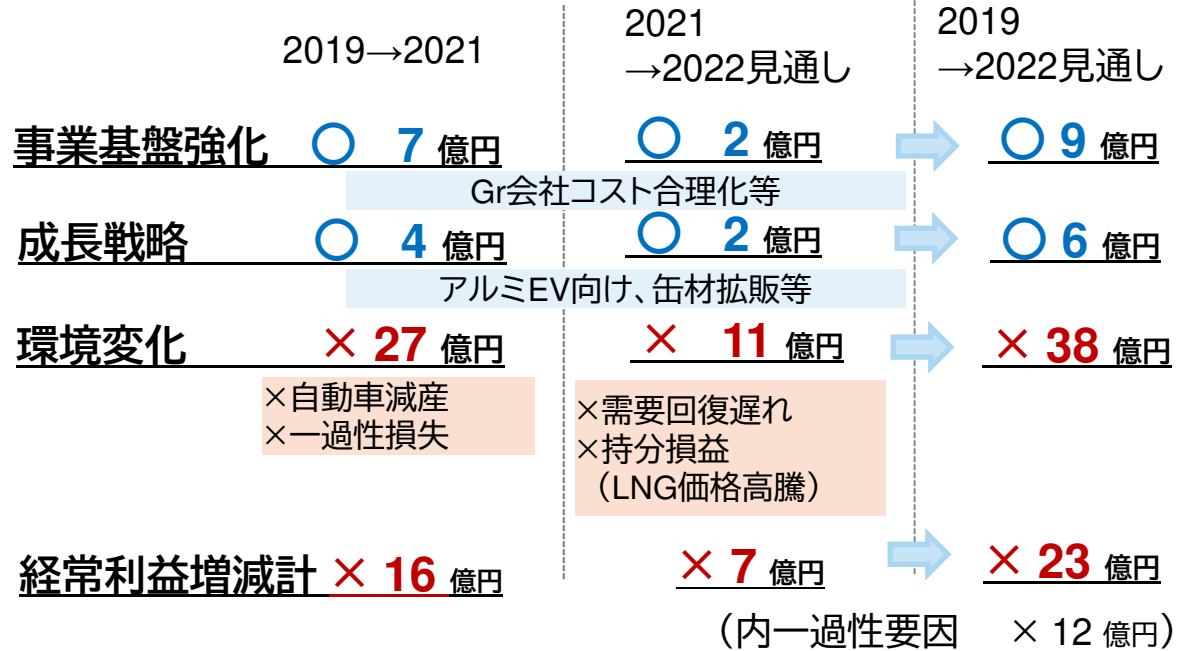 2019→2021
2021
→2022見通し
2019
→2022見通し
事業基盤強化 ○ 7 億円 ○ 2 億円 ○ 9 億円
Gr会社コスト合理化等
成長戦略 ○ 4 億円 ○ 2 億円 ○ 6 億円
アルミEV向け、缶材拡販等
環境変化 × 27 億円 × 11 億円 × 38 億円
×自動車減産
×一過性損失
×需要回復遅れ
×持分損益
（LNG価格高騰）
経常利益増減計 × 16 億円 × 7 億円 × 23 億円
（内一過性要因 × 12 億円）